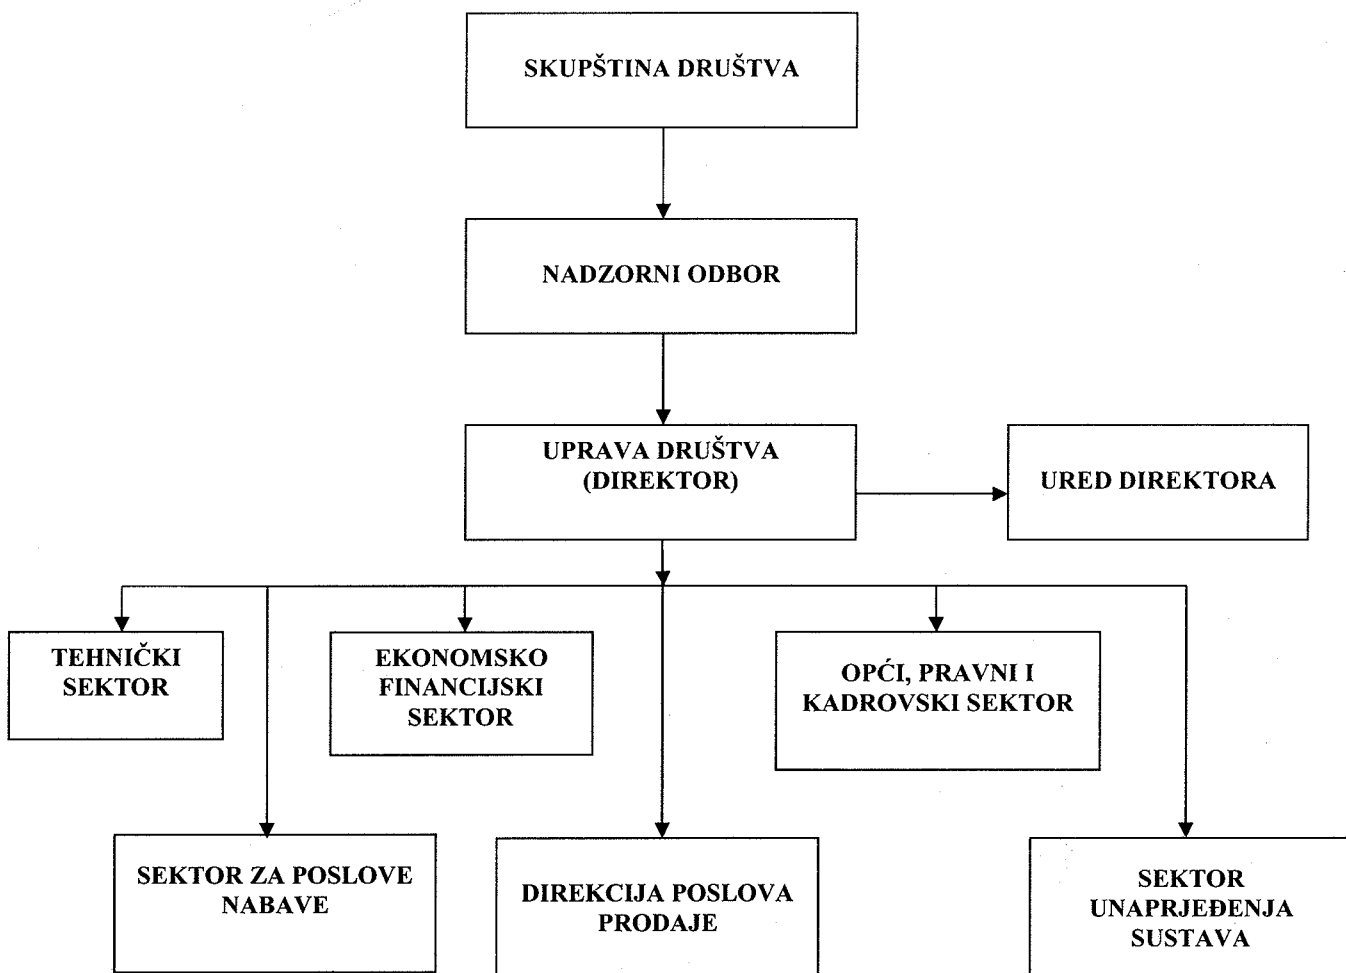 SKUPŠTINA DRUŠTVA
NADZORNI ODBOR
UPRAVA DRUŠTVA
(DIREKTOR)
URED DIREKTORA
TEHNIČKI
SEKTOR
EKONOMSKO
FINANCIJSKI
SEKTOR
OPĆI, PRAVNI I
KADROVSKI SEKTOR
SEKTOR ZA POSLOVE
NABAVE
DIREKCIJA POSLOVA
PRODAJE
SEKTOR
UNAPRJEĐENJA
SUSTAVA